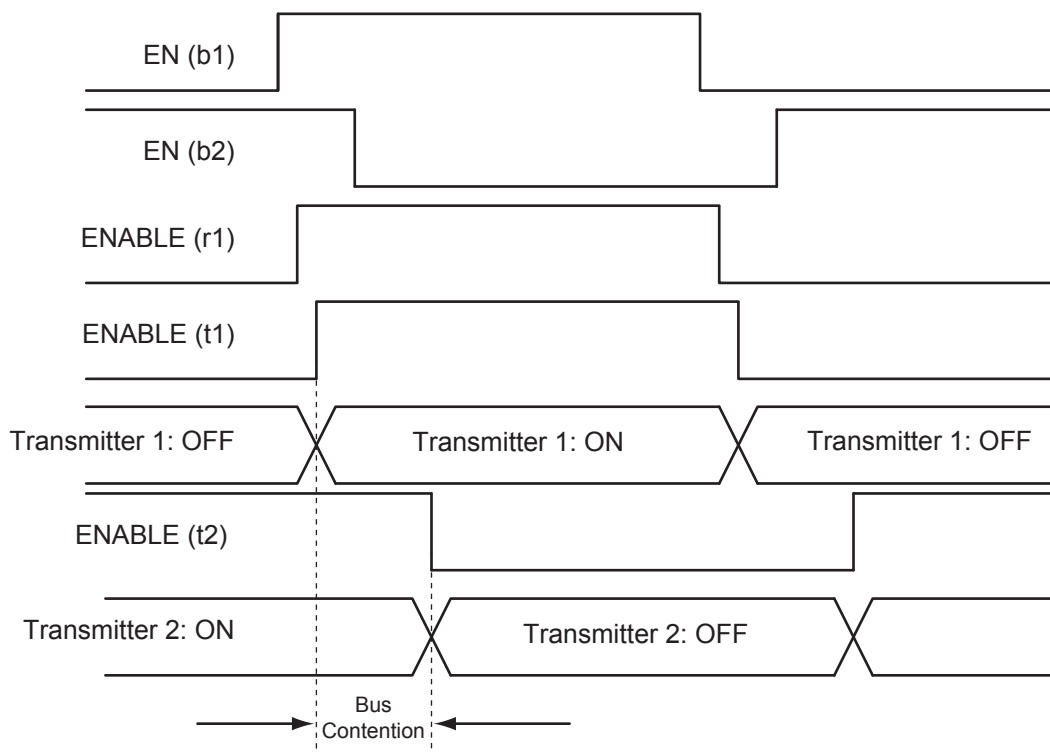 EN (b1)
EN (b2)
ENABLE (r1)
ENABLE (t1)
Transmitter 1: OFF
Transmitter 1: ON
Transmitter 1: OFF
ENABLE (t2)
Transmitter 2: ON
Transmitter 2: OFF
Bus
Contention